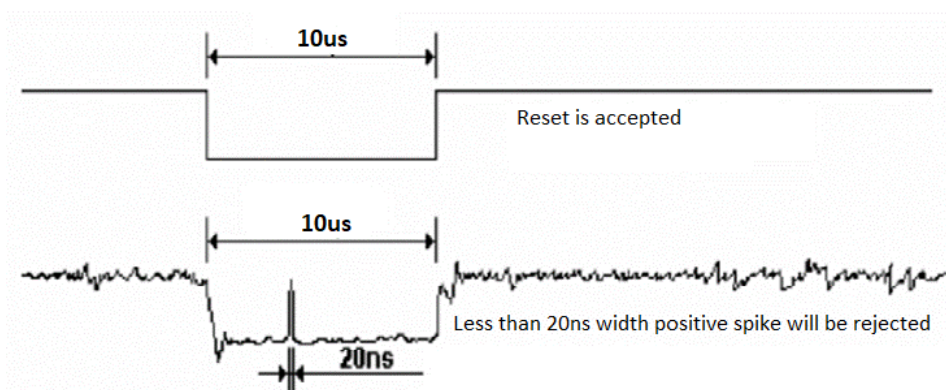 10us
Reset is accepted
10us
Less than 20ns width positive spike will be rejected
20ns